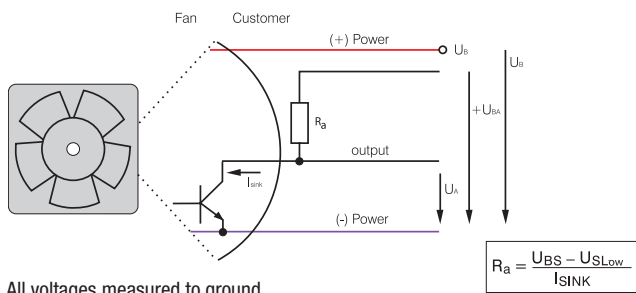 Fan Customer
(+) Power
UB
UB
Ra
+UBA
output
Isink
UA
(-) Power
Ra = UBS – USLow
ISINK
All voltages measured to ground